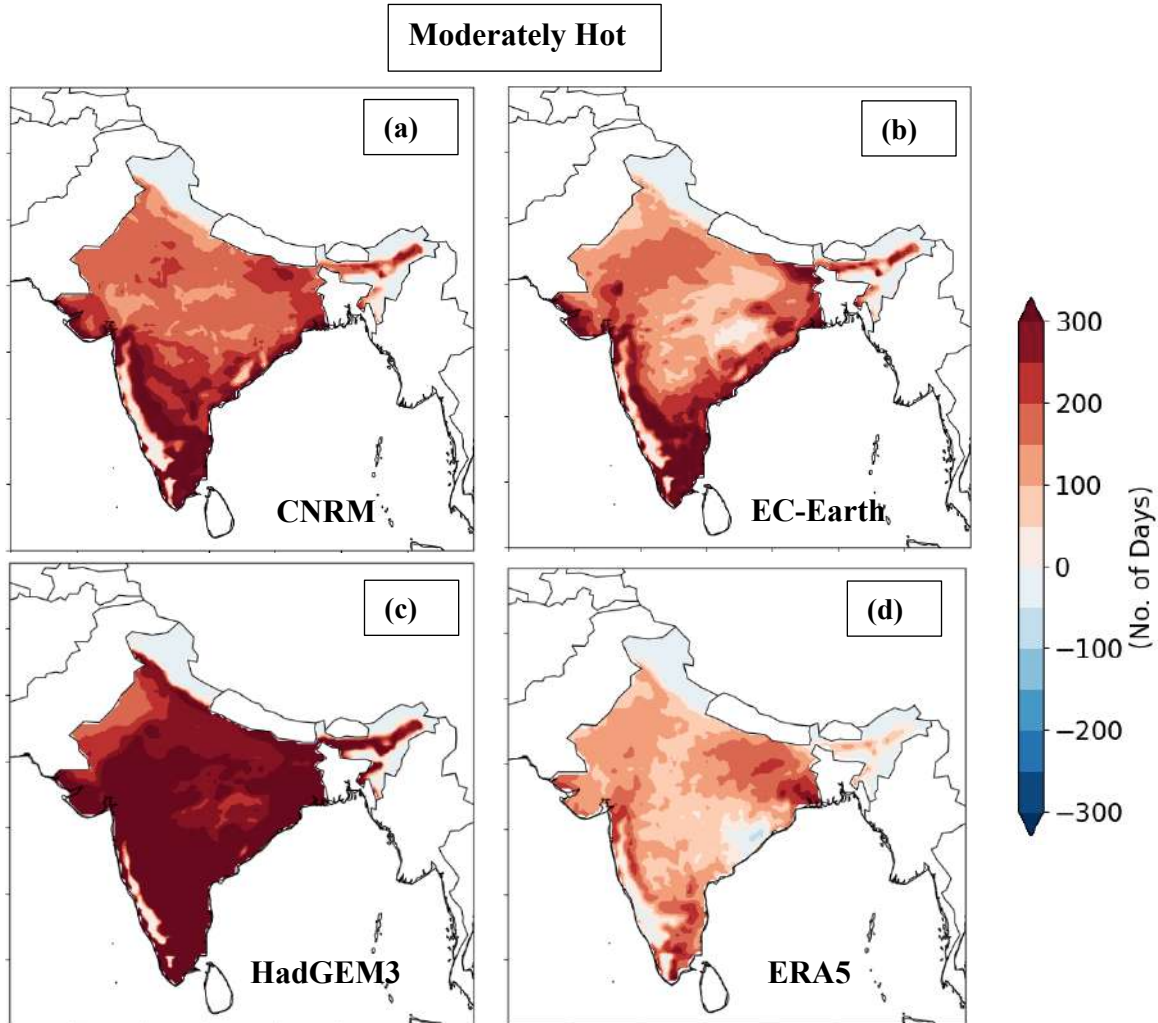 Moderately Hot
(a)
(b)
CNRM
EC-Earth
(c)
(d)
HadGEM3
ERA5
300
200
100
0
−100
−200
−300
(No. of Days)